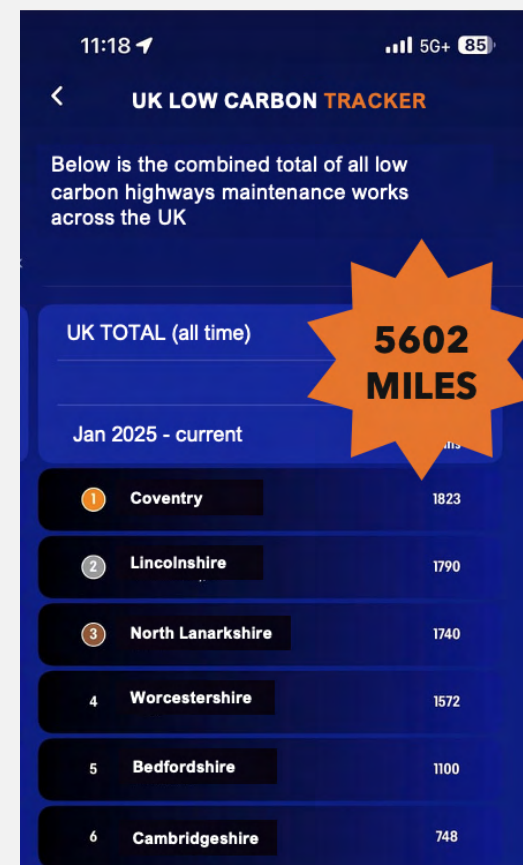 11:18 5G+ 85
UK LOW CARBON TRACKER
Below is the combined total of all low
carbon highways maintenance works
across the UK
UK TOTAL (all time)
5602
MILES
Jan 2025 - current
1 Coventry 1823
2 Lincolnshire 1790
3 North Lanarkshire 1740
4 Worcestershire 1572
5 Bedfordshire 1100
6 Cambridgeshire 748